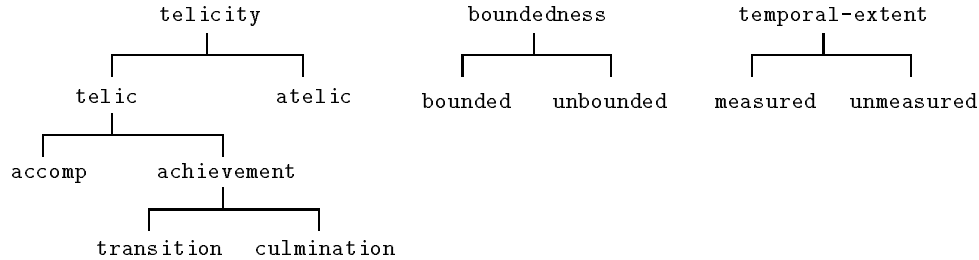 telicity boundedness temporal-extent
telic atelic bounded unbounded measured unmeasured
accomp achievement
transition culmination